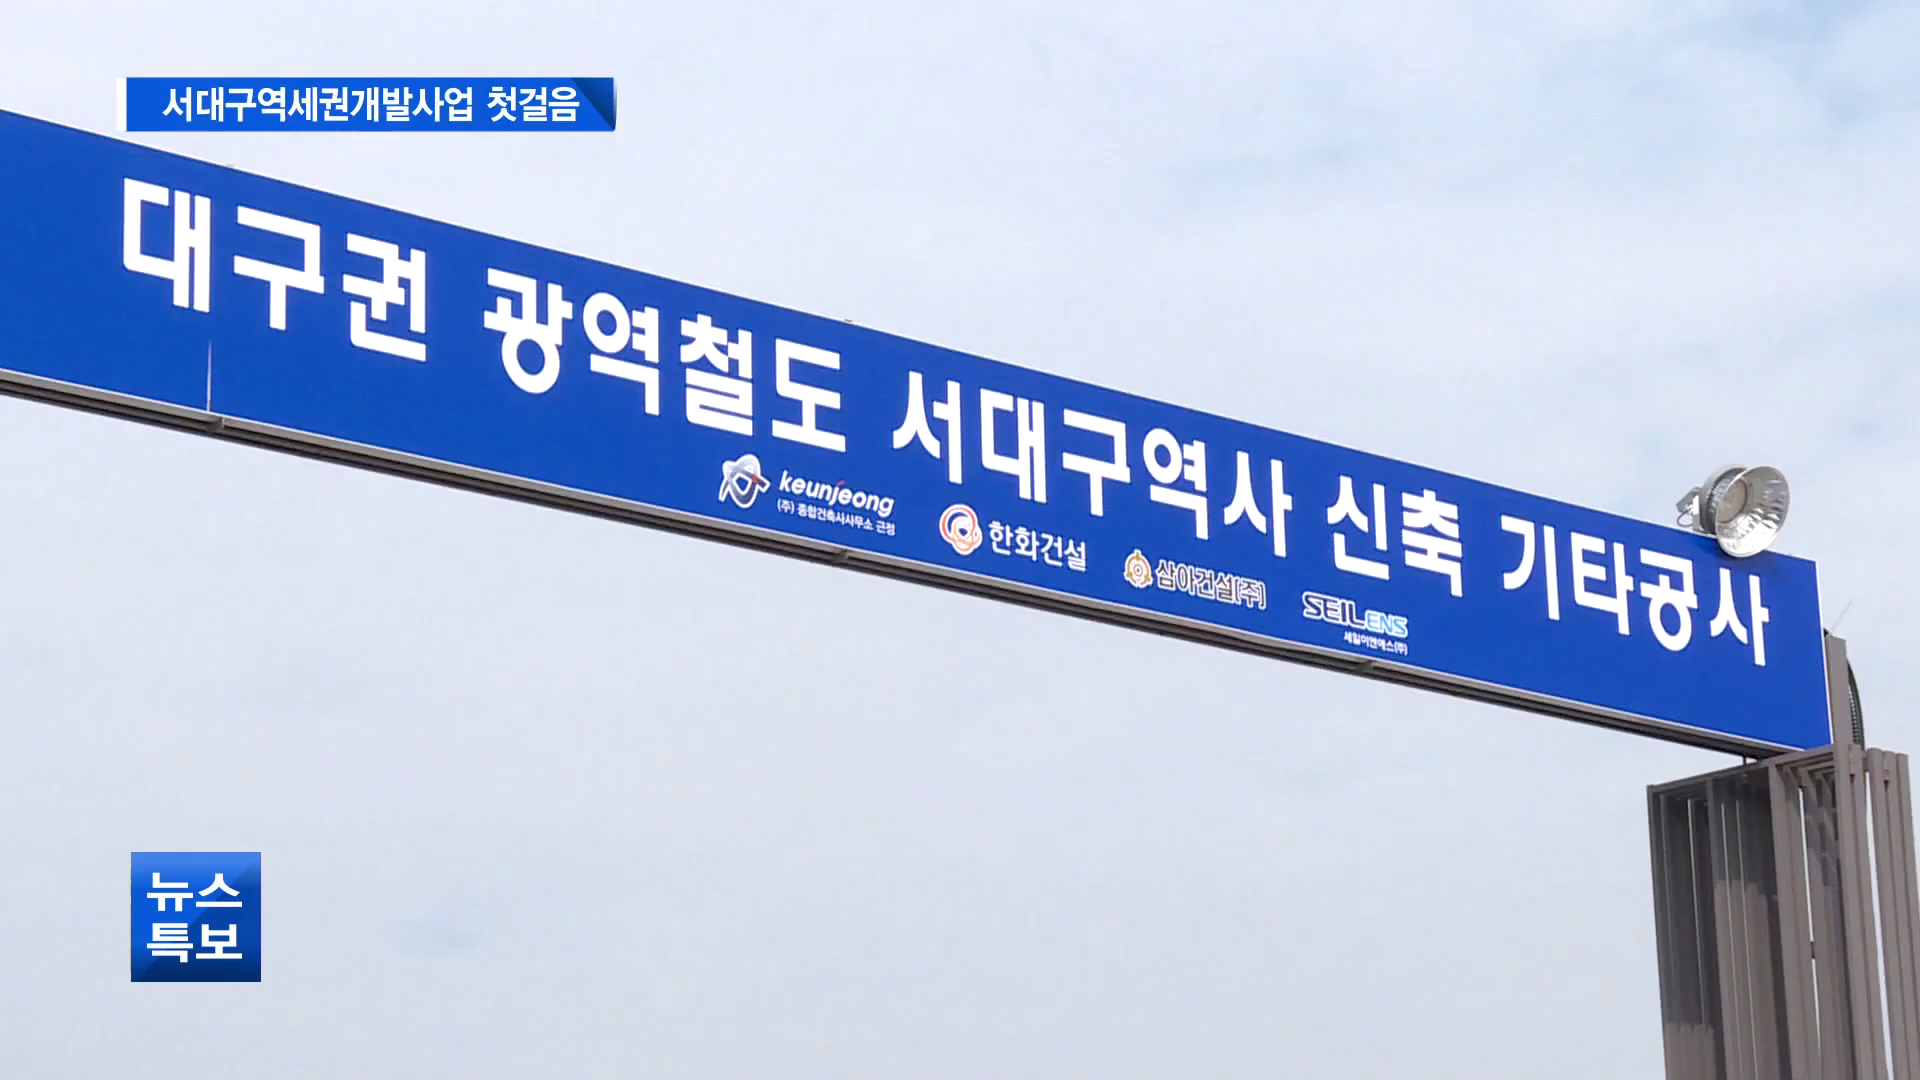 서대구역세권개발사업 첫걸음
대구권 광역철도 서대구역사 신축 기타공사
keunjeong
(주) 종합건축사사무소 근정
한화건설
삼아건설(주)
SEILENS
세일이엔에스(주)
뉴스
특보